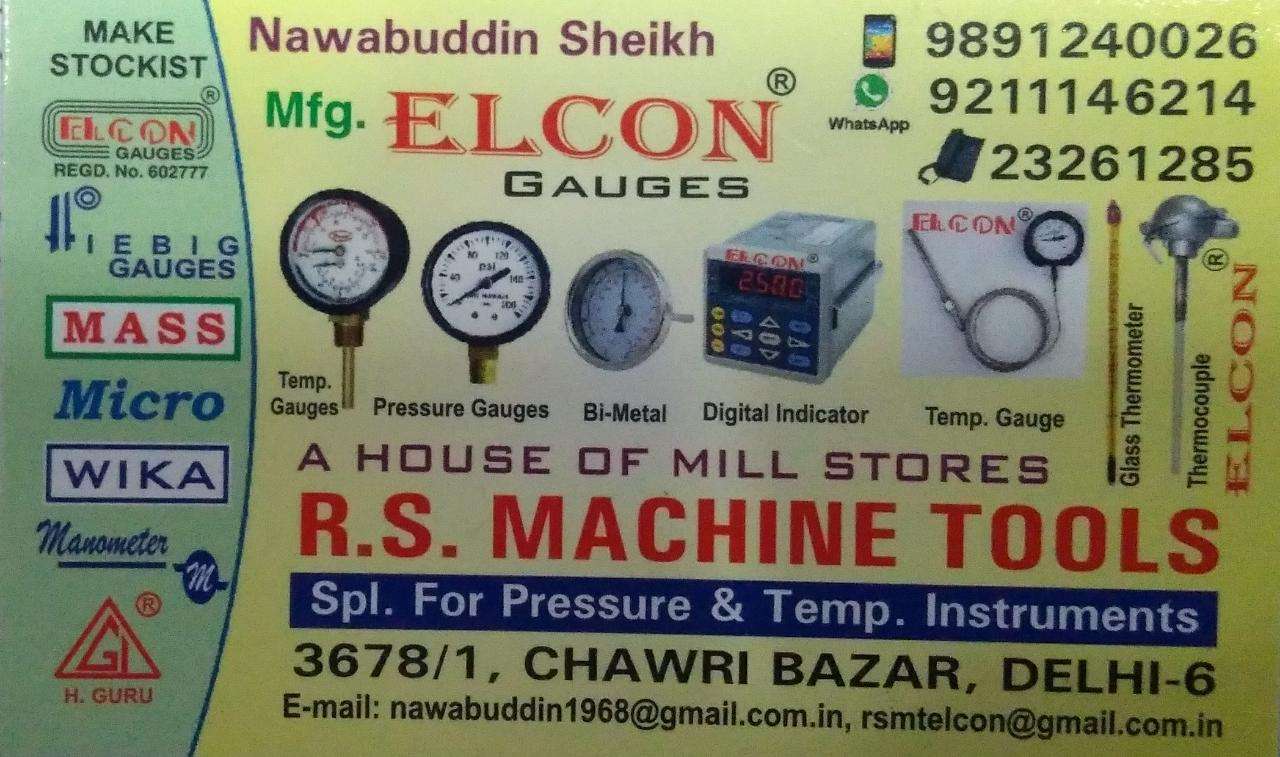 MAKE
STOCKIST
ELCON ®
GAUGES
REGD. No. 602777
HIEBIG
GAUGES
MASS
Micro
WIKA
Manometer
M
G ®
H. GURU
Nawabuddin Sheikh
9891240026
9211146214
WhatsApp
23261285
Mfg. ELCON ®
GAUGES
Temp.
Gauges
Pressure Gauges
Bi-Metal
ELCON ®
2580
Digital Indicator
ELCON ®
Temp. Gauge
Glass Thermometer
Thermocouple
ELCON ®
A HOUSE OF MILL STORES
R.S. MACHINE TOOLS
Spl. For Pressure & Temp. Instruments
3678/1, CHAWRI BAZAR, DELHI-6
E-mail: nawabuddin1968@gmail.com.in, rsmtelcon@gmail.com.in